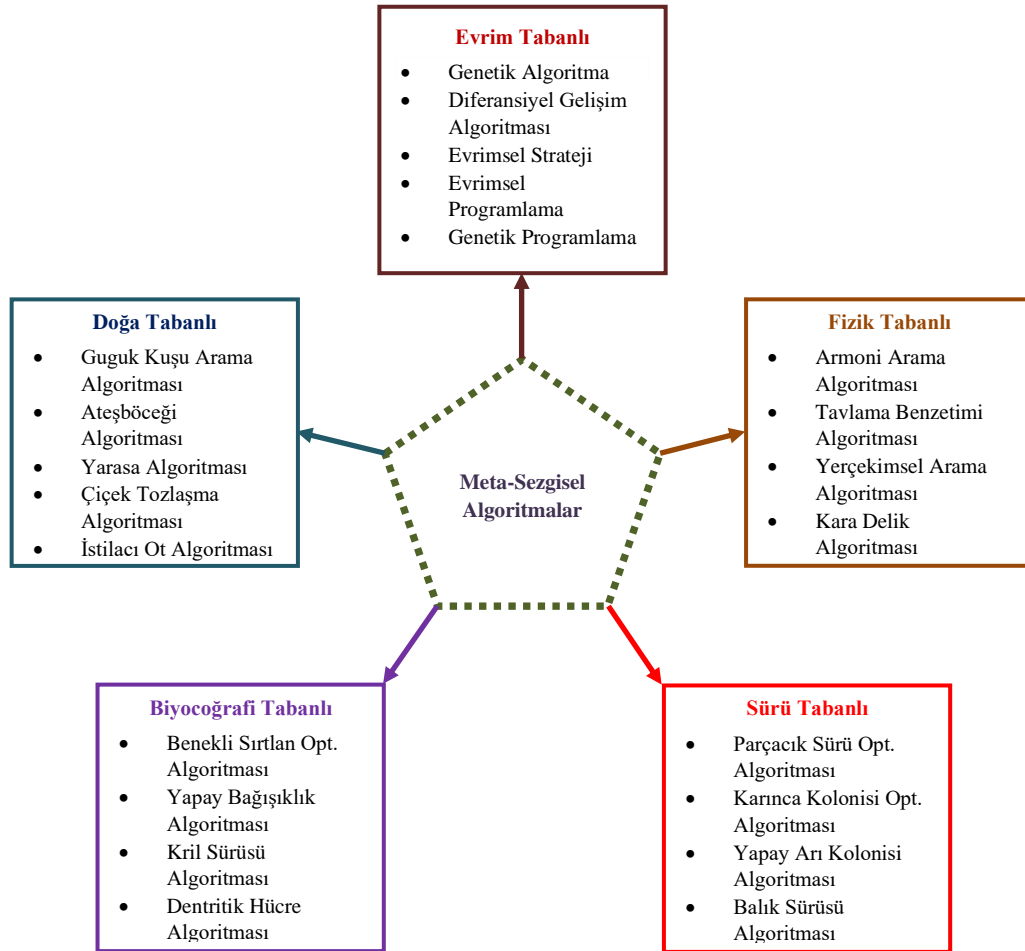 Evrim Tabanlı
• Genetik Algoritma
• Diferansiyel Gelişim
Algoritması
• Evrimsel Strateji
• Evrimsel
Programlama
• Genetik Programlama
Doğa Tabanlı
• Guguk Kuşu Arama
Algoritması
• Ateşböceği
Algoritması
• Yarasa Algoritması
• Çiçek Tozlaşma
Algoritması
• İstilacı Ot Algoritması
Fizik Tabanlı
• Armoni Arama
Algoritması
• Tavlama Benzetimi
Algoritması
• Yerçekimsel Arama
Algoritması
• Kara Delik
Algoritması
Meta-Sezgisel
Algoritmalar
Biyocoğrafi Tabanlı
• Benekli Sırtlan Opt.
Algoritması
• Yapay Bağışıklık
Algoritması
• Kril Sürüsü
Algoritması
• Dentritik Hücre
Algoritması
Sürü Tabanlı
• Parçacık Sürü Opt.
Algoritması
• Karınca Kolonisi Opt.
Algoritması
• Yapay Arı Kolonisi
Algoritması
• Balık Sürüsü
Algoritması